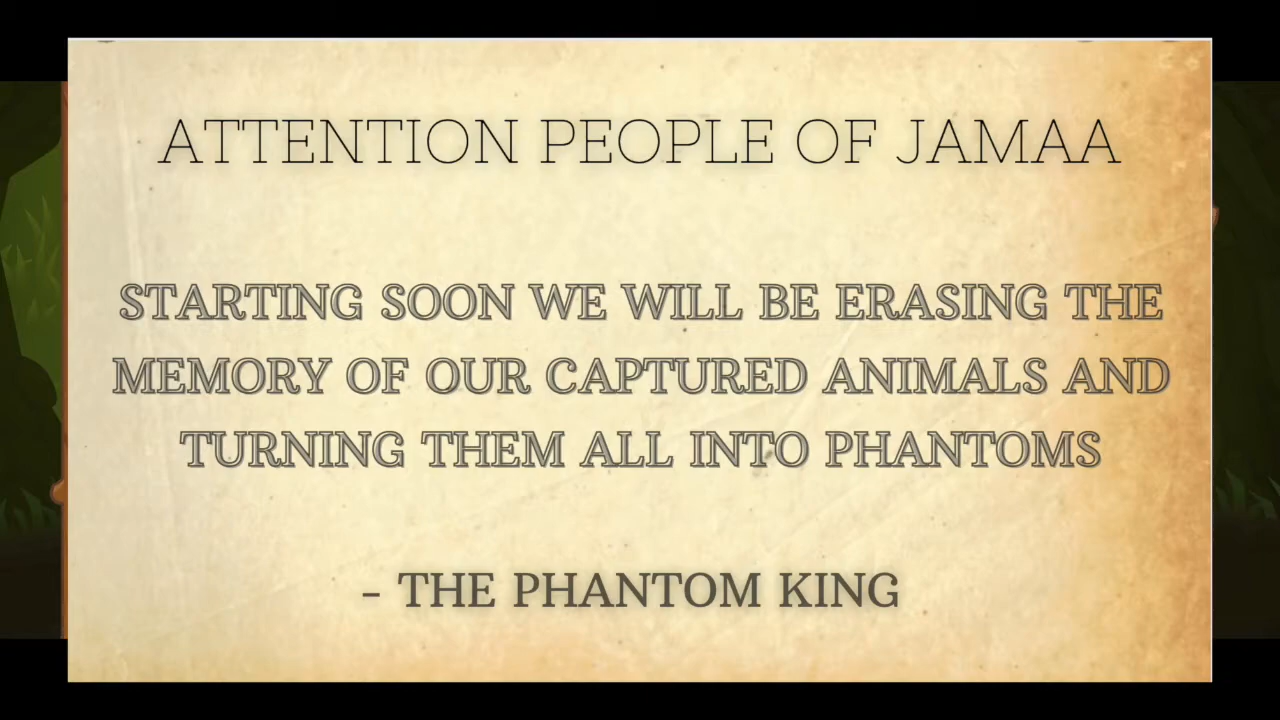 ATTENTION PEOPLE OF JAMAA
STARTING SOON WE WILL BE ERASING THE
MEMORY OF OUR CAPTURED ANIMALS AND
TURNING THEM ALL INTO PHANTOMS
- THE PHANTOM KING